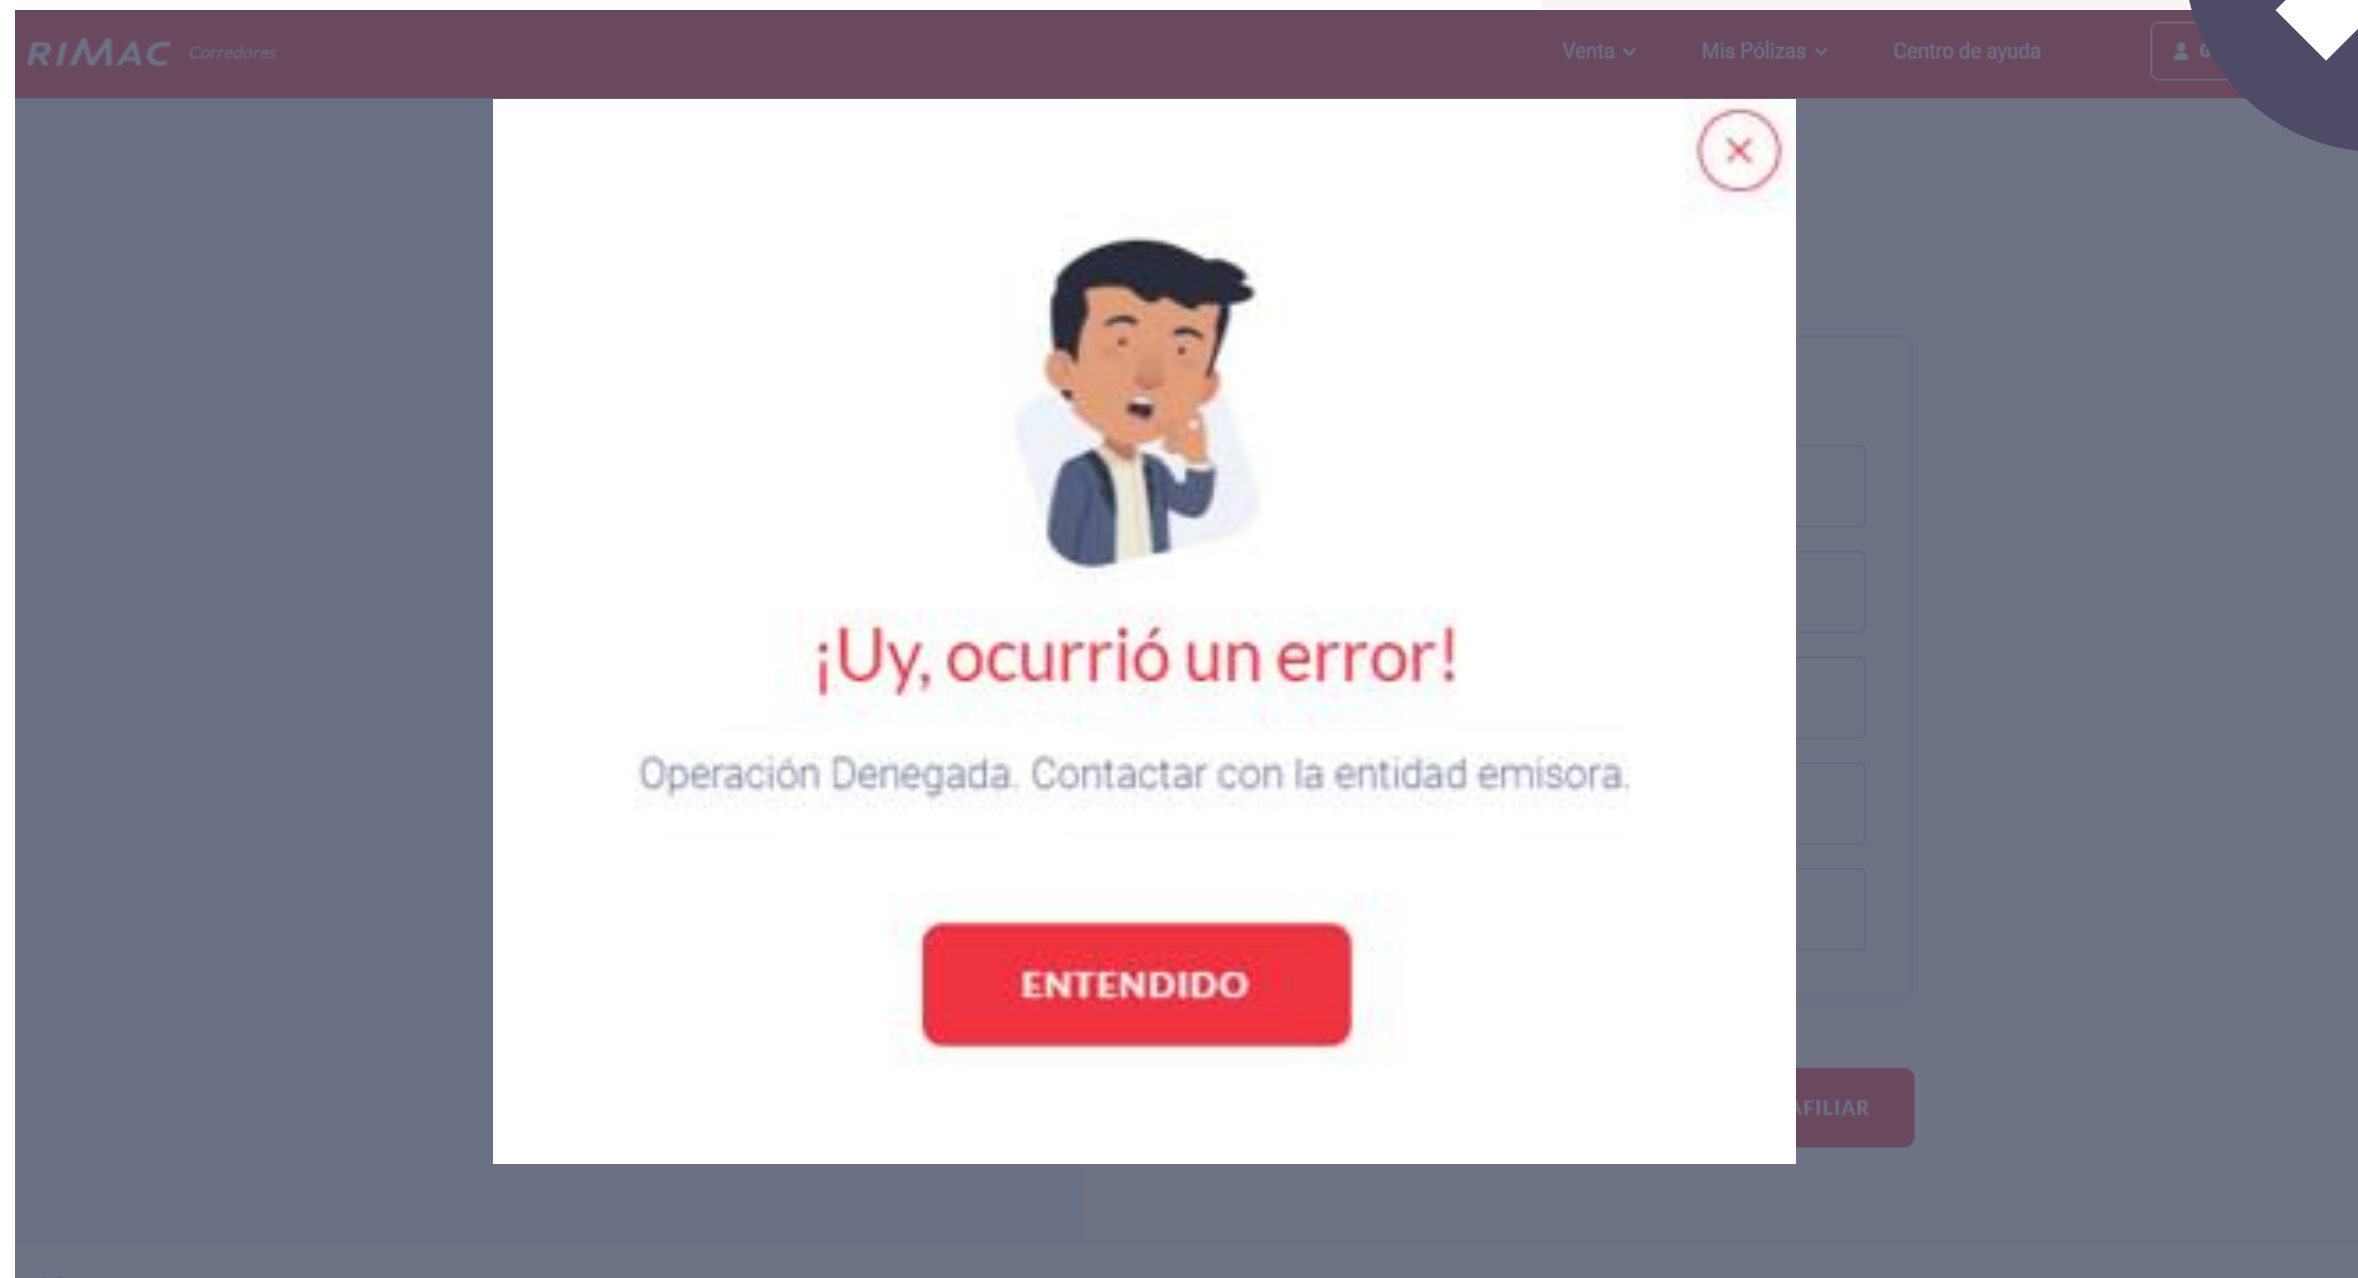 RIMAC Corredores
Venta
Mis Pólizas
Centro de ayuda
¡Uy, ocurrió un error!
Operación Denegada. Contactar con la entidad emisora.
ENTENDIDO
AFILIAR